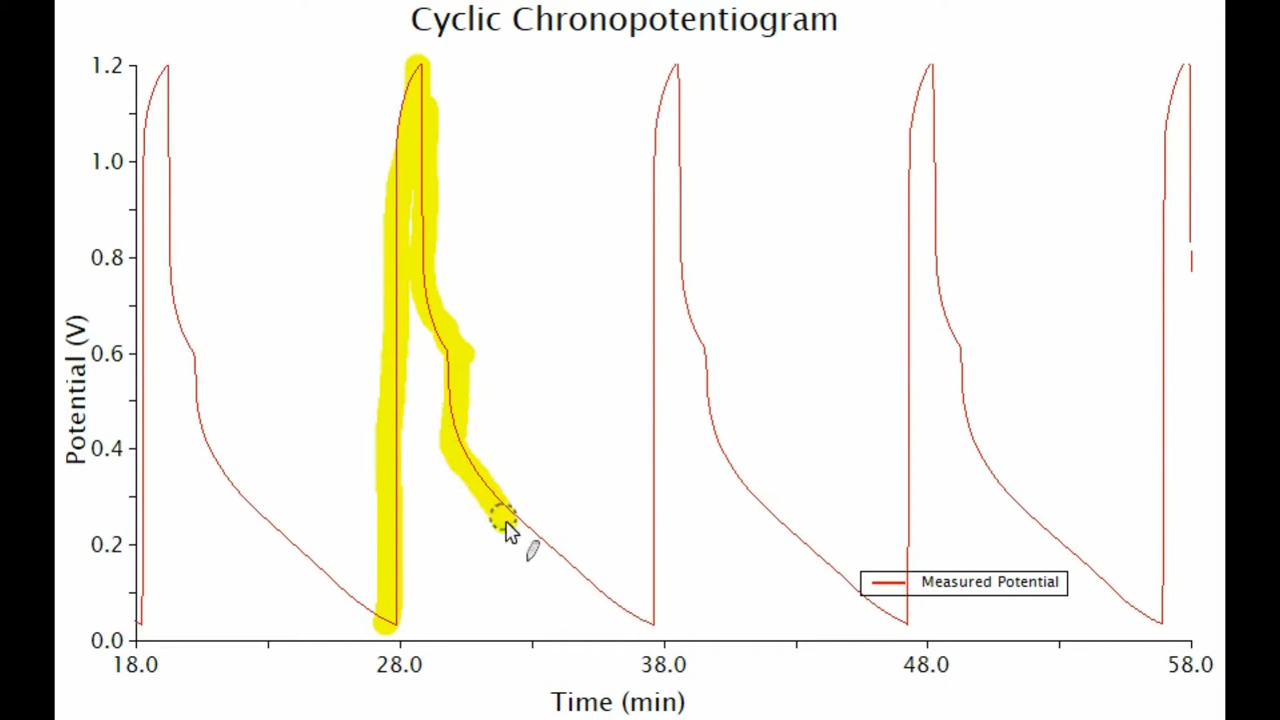 Cyclic Chronopotentiogram
1.2
1.0
0.8
0.6
0.4
0.2
0.0
Potential (V)
Measured Potential
18.0 28.0 38.0 48.0 58.0
Time (min)